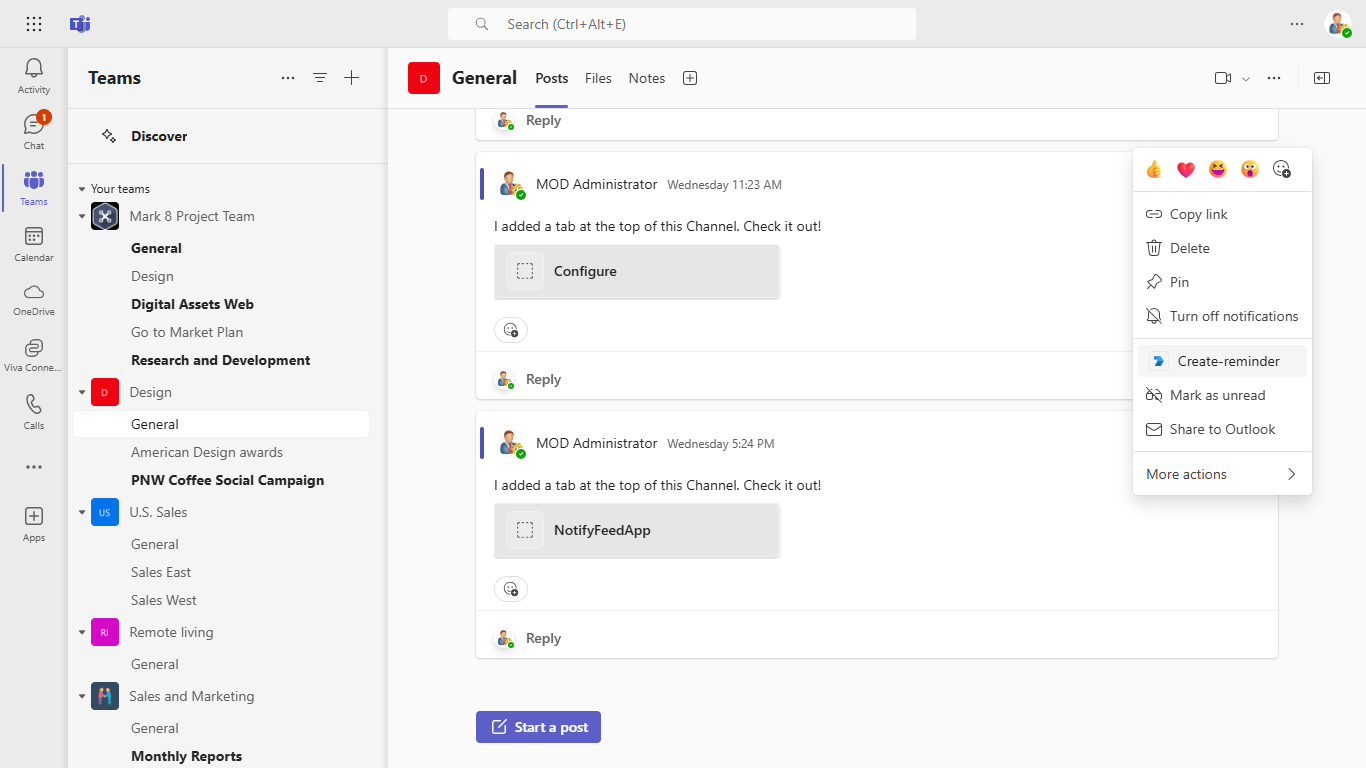 Search (Ctrl+Alt+E)
Activity
1
Chat
Teams
Calendar
OneDrive
Viva Conne...
Calls
Apps
Teams
Discover
Your teams
Mark 8 Project Team
General
Design
Digital Assets Web
Go to Market Plan
Research and Development
D
Design
General
American Design awards
PNW Coffee Social Campaign
US
U.S. Sales
General
Sales East
Sales West
RI
Remote living
General
Sales and Marketing
General
Monthly Reports
D
General
Posts
Files
Notes
Reply
MOD Administrator
Wednesday 11:23 AM
I added a tab at the top of this Channel. Check it out!
Configure
Reply
MOD Administrator
Wednesday 5:24 PM
I added a tab at the top of this Channel. Check it out!
NotifyFeedApp
Reply
Start a post
Copy link
Delete
Pin
Turn off notifications
Create-reminder
Mark as unread
Share to Outlook
More actions